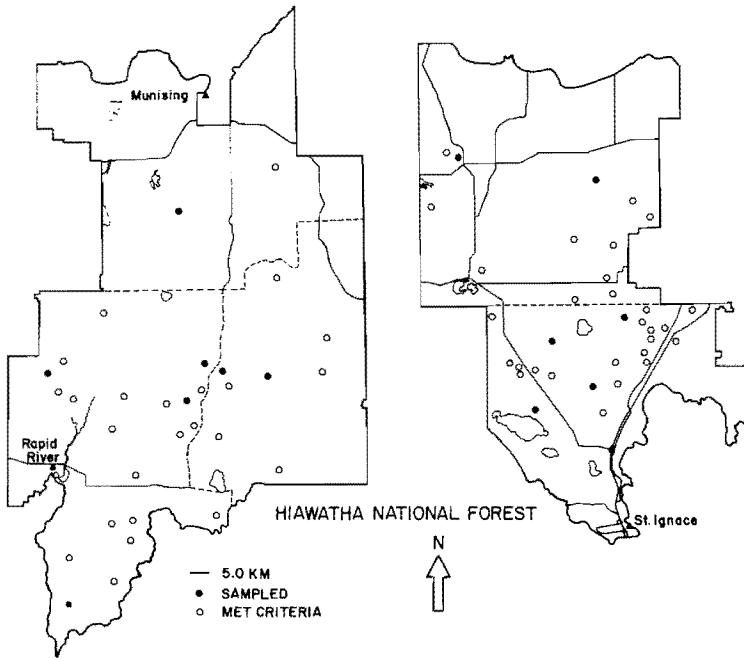 Munising
Rapid
River
HIAWATHA NATIONAL FOREST
St. Ignace
N
5.0 KM
SAMPLED
MET CRITERIA